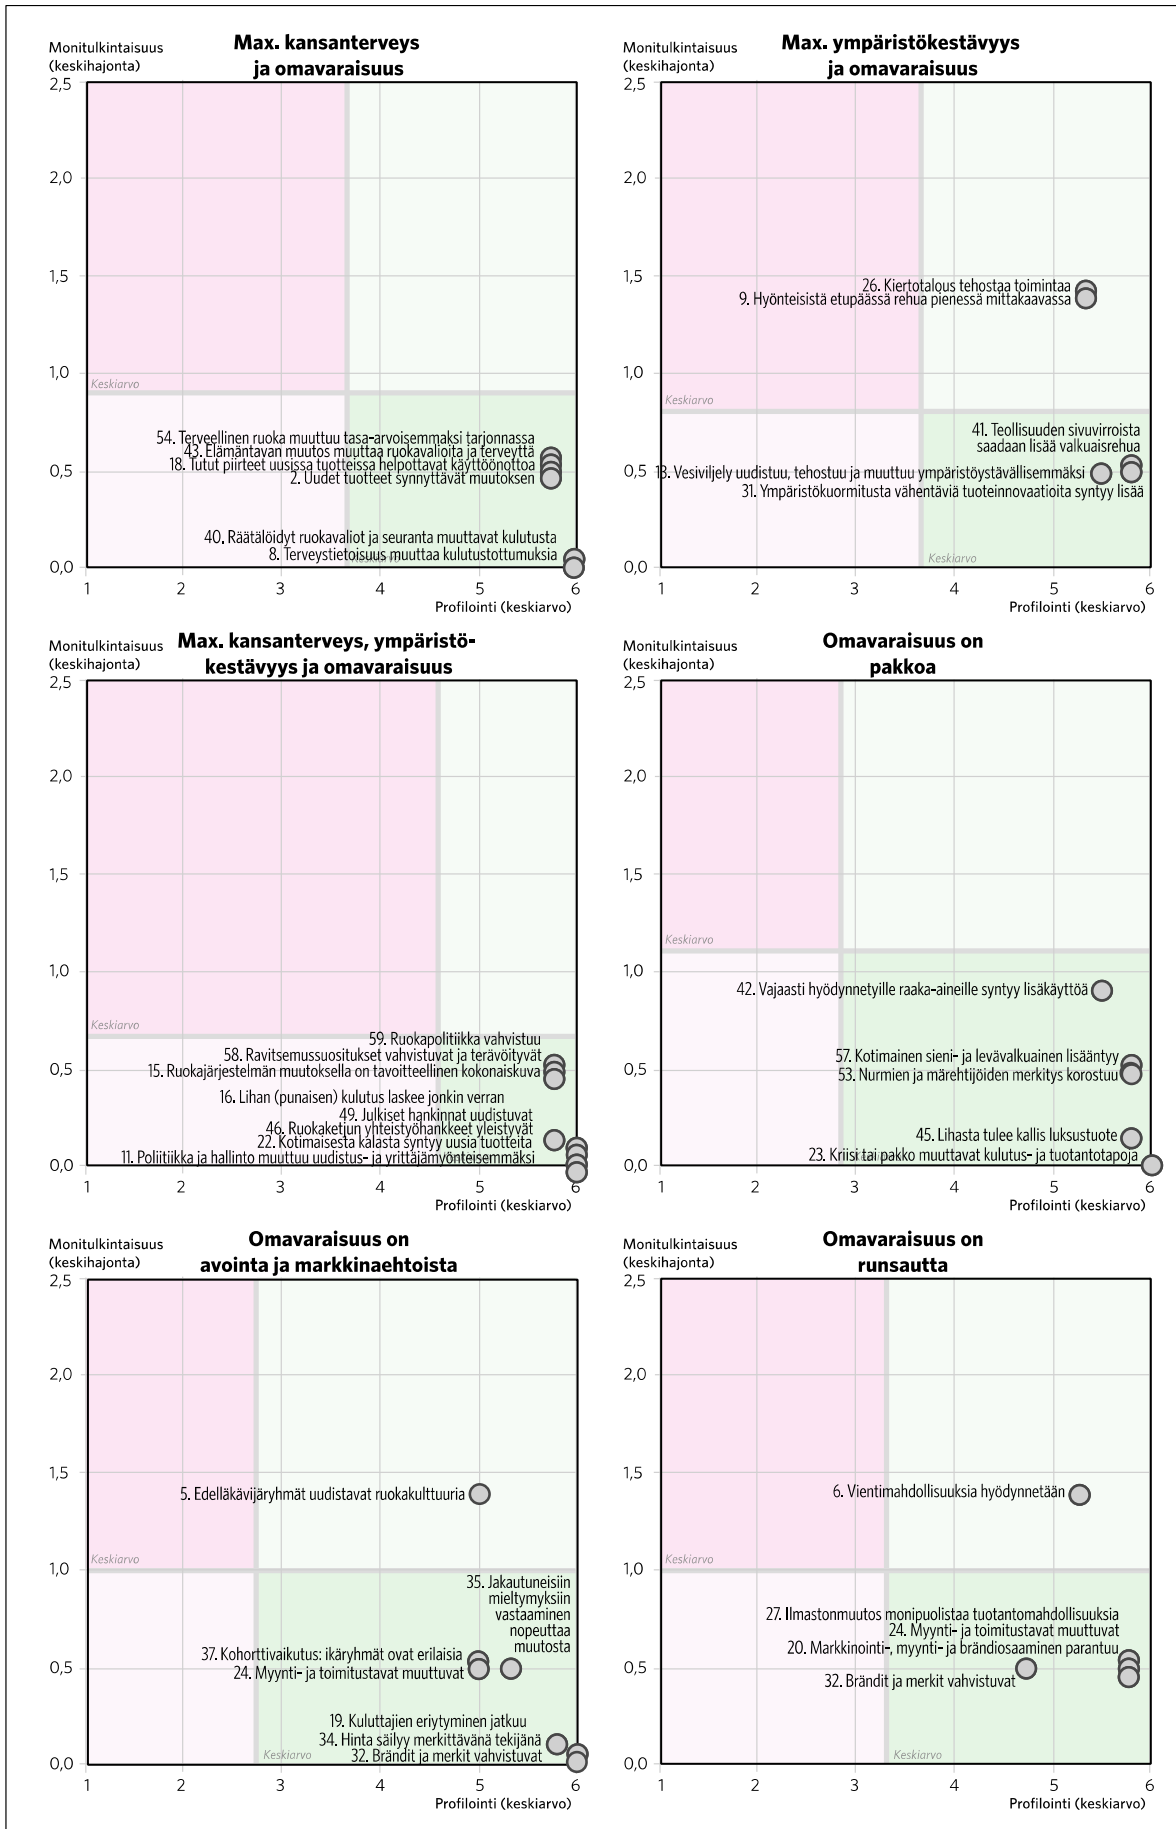 Monitulkintaisuus
(keskihajonta)
Max. kansanterveys
ja omavaraisuus
2,5
2,0
1,5
1,0
0,5
0,0
Keskiarvo
54. Terveellinen ruoka muuttuu tasa-arvoisemmaksi tarjonnassa
43. Elämäntavan muutos muuttaa ruokavalioita ja terveyttä
18. Tutut piirteet uusissa tuotteissa helpottavat käyttöönottoa
2. Uudet tuotteet synnyttävät muutoksen
40. Räätälöidyt ruokavaliot ja seuranta muuttavat kulutusta
8. Terveystietoisuus muuttaa kulutustottumuksia
Keskiarvo
1 2 3 4 5 6
Profilointi (keskiarvo)
Monitulkintaisuus
(keskihajonta)
Max. ympäristökestävyys
ja omavaraisuus
2,5
2,0
1,5
1,0
0,5
0,0
26. Kiertotalous tehostaa toimintaa
9. Hyönteisistä etupäässä rehua pienessä mittakaavassa
Keskiarvo
41. Teollisuuden sivuvirroista
saadaan lisää valkuaisrehua
13. Vesiviljely uudistuu, tehostuu ja muuttuu ympäristöystävällisemmäksi
31. Ympäristökuormitusta vähentäviä tuoteinnovaatioita syntyy lisää
Keskiarvo
1 2 3 4 5 6
Profilointi (keskiarvo)
Monitulkintaisuus
(keskihajonta)
Max. kansanterveys, ympäristö-
kestävyys ja omavaraisuus
2,5
2,0
1,5
1,0
0,5
0,0
Keskiarvo
59. Ruokapolitiikka vahvistuu
58. Ravitsemussuositukset vahvistuvat ja terävöityvät
15. Ruokajärjestelmän muutoksella on tavoitteellinen kokonaiskuva
16. Lihan (punaisen) kulutus laskee jonkin verran
49. Julkiset hankinnat uudistuvat
46. Ruokaketjun yhteistyöhankkeet yleistyvät
22. Kotimaisesta kalasta syntyy uusia tuotteita
11. Poliitiikka ja hallinto muuttuu uudistus- ja yrittäjämyönteisemmäksi
1 2 3 4 5 6
Profilointi (keskiarvo)
Monitulkintaisuus
(keskihajonta)
Omavaraisuus on
pakkoa
2,5
2,0
1,5
1,0
0,5
0,0
Keskiarvo
42. Vajaasti hyödynnetyille raaka-aineille syntyy lisäkäyttöä
57. Kotimainen sieni- ja levävalkuainen lisääntyy
53. Nurmien ja märehtijöiden merkitys korostuu
45. Lihasta tulee kallis luksustuote
23. Kriisi tai pakko muuttavat kulutus- ja tuotantotapoja
1 2 3 4 5 6
Profilointi (keskiarvo)
Monitulkintaisuus
(keskihajonta)
Omavaraisuus on
avointa ja markkinaehtoista
2,5
2,0
1,5
1,0
0,5
0,0
5. Edelläkävijäryhmät uudistavat ruokakulttuuria
Keskiarvo
35. Jakautuneisiin
mieltymyksiin
vastaaminen
nopeuttaa
muutosta
37. Kohorttivaikutus: ikäryhmät ovat erilaisia
24. Myynti- ja toimitustavat muuttuvat
19. Kuluttajien eriytyminen jatkuu
34. Hinta säilyy merkittävänä tekijänä
32. Brändit ja merkit vahvistuvat
Keskiarvo
1 2 3 4 5 6
Profilointi (keskiarvo)
Monitulkintaisuus
(keskihajonta)
Omavaraisuus on
runsautta
2,5
2,0
1,5
1,0
0,5
0,0
6. Vientimahdollisuuksia hyödynnetään
Keskiarvo
27. Ilmastonmuutos monipuolistaa tuotantomahdollisuuksia
24. Myynti- ja toimitustavat muuttuvat
20. Markkinointi-, myynti- ja brändiosaaminen parantuu
32. Brändit ja merkit vahvistuvat
Keskiarvo
1 2 3 4 5 6
Profilointi (keskiarvo)